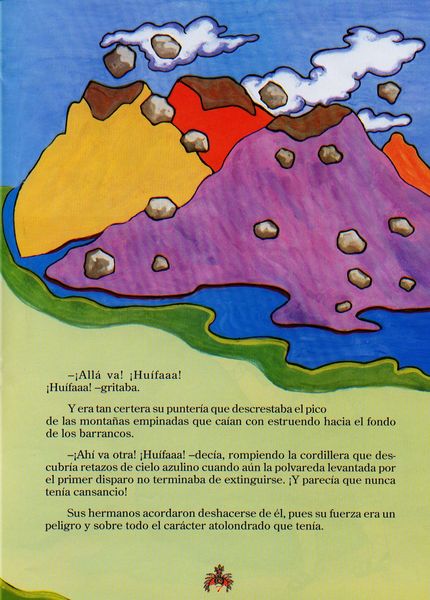 –¡Allá va! ¡Huífaaa!
¡Huífaaa! –gritaba.
Y era tan certera su puntería que descrestaba el pico
de las montañas empinadas que caían con estruendo hacia el fondo
de los barrancos.
–¡Ahí va otra! ¡Huífaaa! –decía, rompiendo la cordillera que des-
cubría retazos de cielo azulino cuando aún la polvareda levantada por
el primer disparo no terminaba de extinguirse. ¡Y parecía que nunca
tenía cansancio!
Sus hermanos acordaron deshacerse de él, pues su fuerza era un
peligro y sobre todo el carácter atolondrado que tenía.